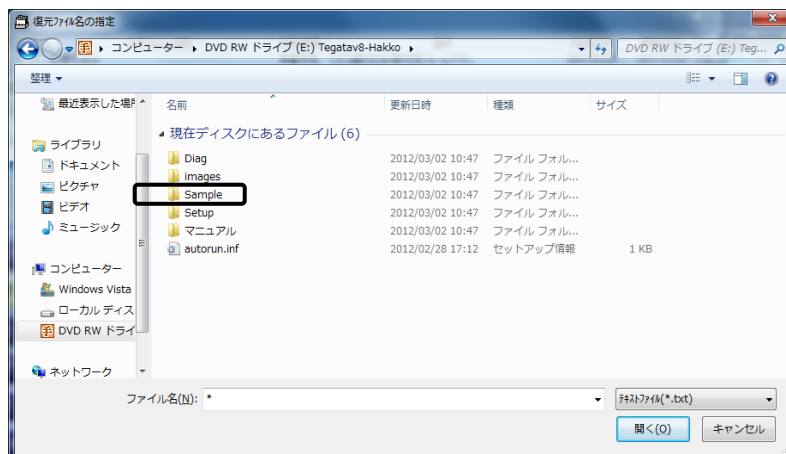 復元ﾌｧｲﾙ名の指定
コンピューター ▸ DVD RW ドライブ (E:) Tegatav8-Hakko ▸
DVD RW ドライブ (E:) Teg...
整理
最近表示した場所
ライブラリ
ドキュメント
ピクチャ
ビデオ
ミュージック
コンピューター
Windows Vista
ローカル ディス
DVD RW ドライ
ネットワーク
名前 更新日時 種類 サイズ
現在ディスクにあるファイル (6)
Diag 2012/03/02 10:47 ファイル フォル...
images 2012/03/02 10:47 ファイル フォル...
Sample 2012/03/02 10:47 ファイル フォル...
Setup 2012/03/02 10:47 ファイル フォル...
マニュアル 2012/03/02 10:47 ファイル フォル...
autorun.inf 2012/02/28 17:12 セットアップ情報 1 KB
ファイル名(N): *
ﾃｷｽﾄﾌｧｲﾙ(*.txt)
開く(O) キャンセル